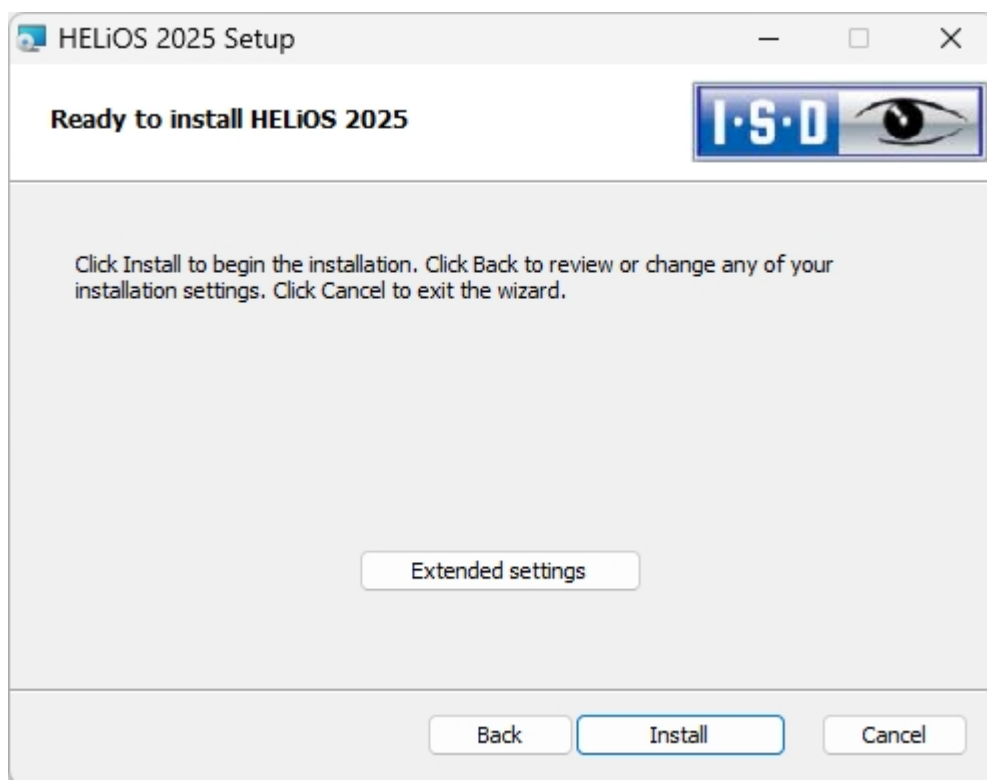 HELiOS 2025 Setup
Ready to install HELiOS 2025
I·S·D
Click Install to begin the installation. Click Back to review or change any of your
installation settings. Click Cancel to exit the wizard.
Extended settings
Back
Install
Cancel